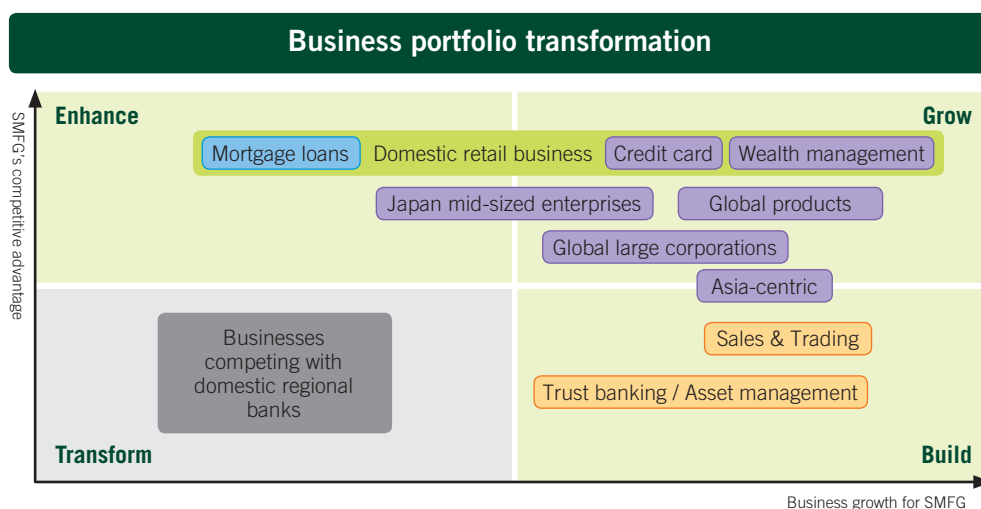 Business portfolio transformation
SMFG's competitive advantage
Enhance
Grow
Mortgage loans
Domestic retail business
Credit card
Wealth management
Japan mid-sized enterprises
Global products
Global large corporations
Asia-centric
Businesses
competing with
domestic regional
banks
Sales & Trading
Trust banking / Asset management
Transform
Build
Business growth for SMFG